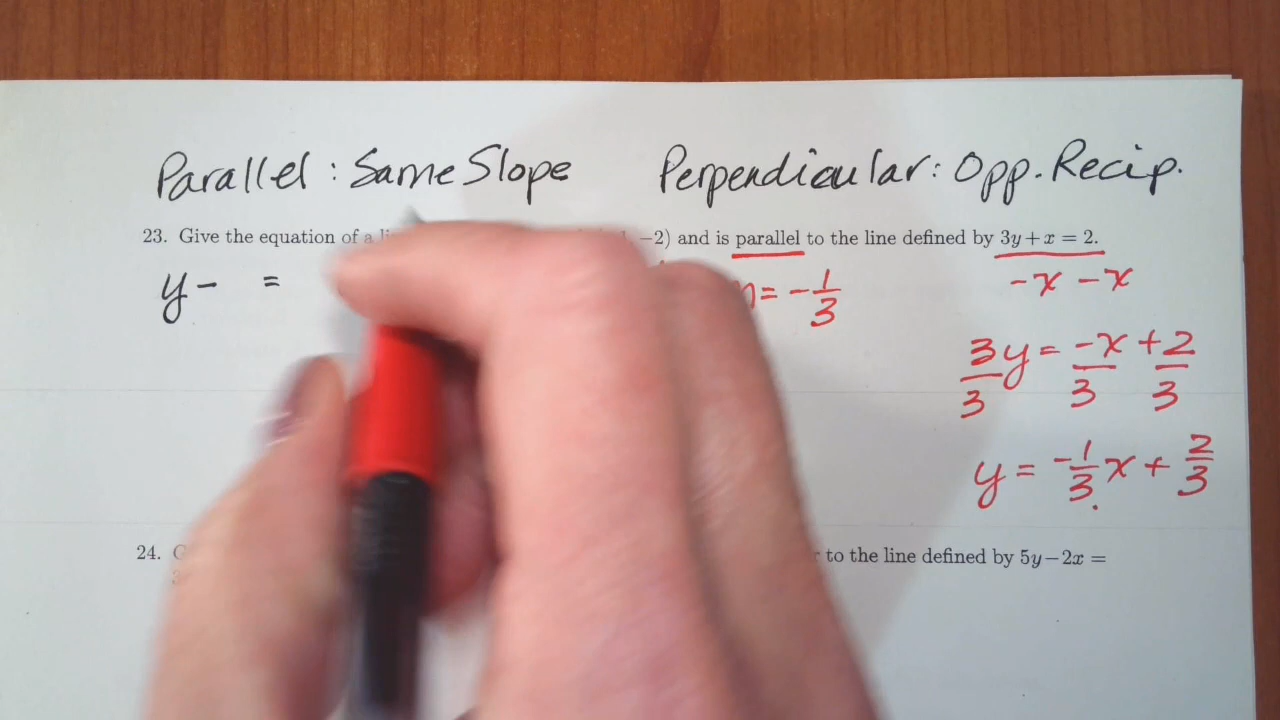 Parallel : Same Slope Perpendicular: Opp. Recip.
23. Give the equation of a −2) and is parallel to the line defined by 3y+x = 2.
y - = = -1/3 -x -x
3y/3 = -x/3 + 2/3
y = -1/3 x + 2/3
24. to the line defined by 5y−2x =